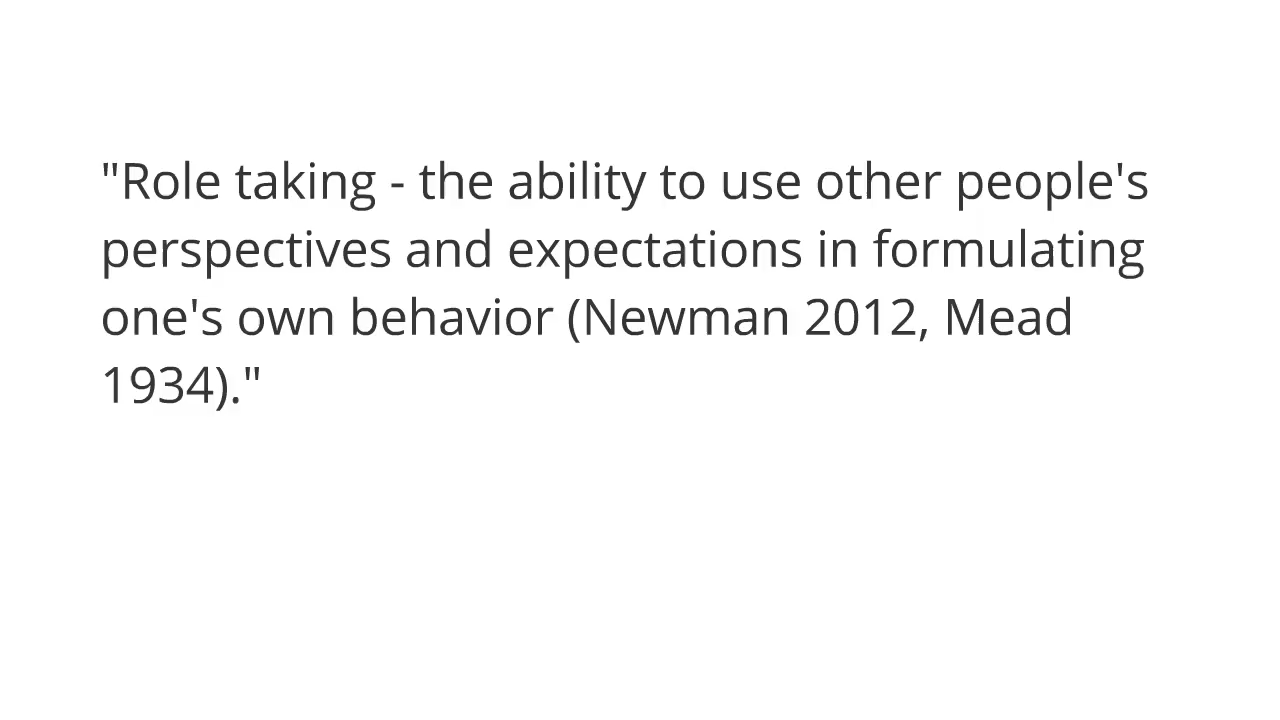 "Role taking - the ability to use other people's
perspectives and expectations in formulating
one's own behavior (Newman 2012, Mead
1934)."